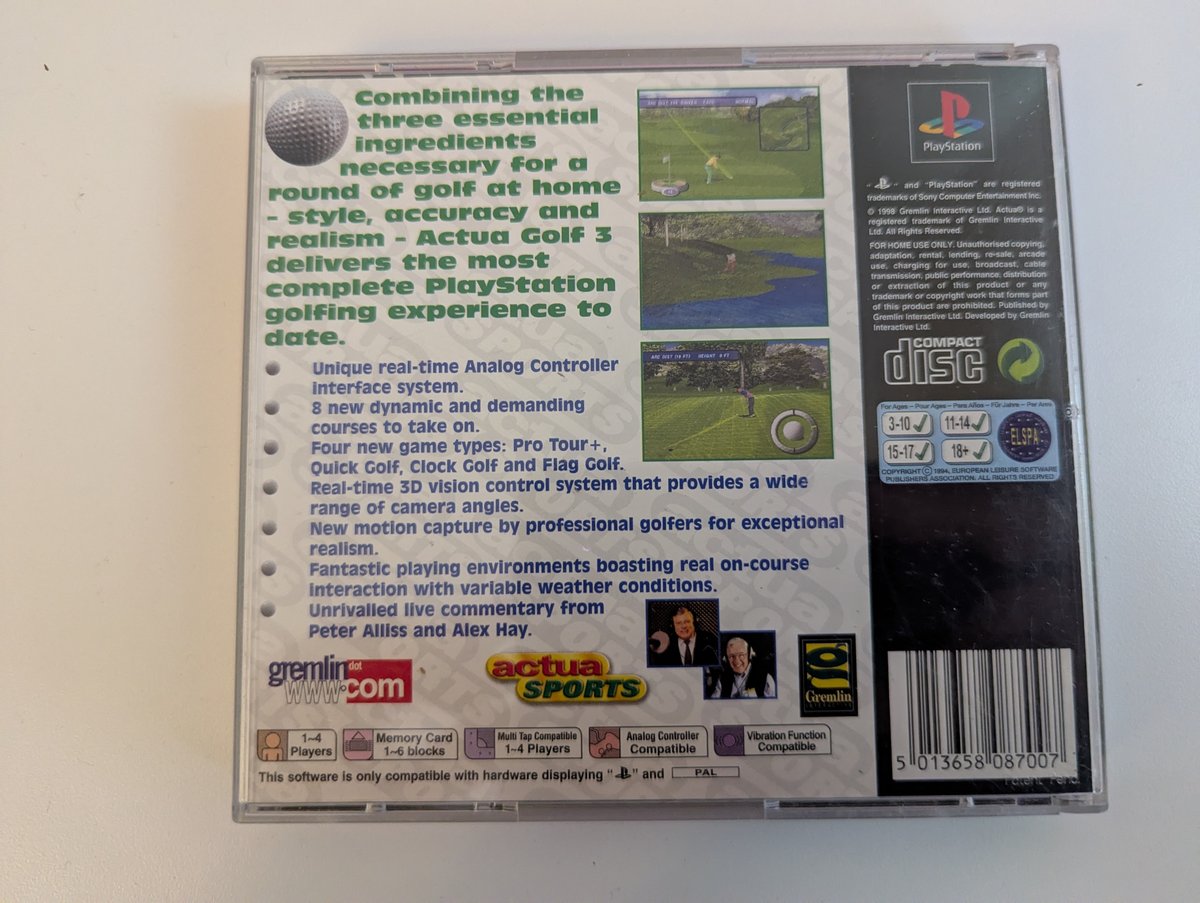 Combining the
three essential
ingredients
necessary for a
round of golf at home
- style, accuracy and
realism - Actua Golf 3
delivers the most
complete PlayStation
golfing experience to
date.
Unique real-time Analog Controller
interface system.
8 new dynamic and demanding
courses to take on.
Four new game types: Pro Tour+,
Quick Golf, Clock Golf and Flag Golf.
Real-time 3D vision control system that provides a wide
range of camera angles.
New motion capture by professional golfers for exceptional
realism.
Fantastic playing environments boasting real on-course
interaction with variable weather conditions.
Unrivalled live commentary from
Peter Alliss and Alex Hay.
gremlin dot
www.com
actua
SPORTS
Gremlin
INTERACTIVE
1~4
Players
Memory Card
1~6 blocks
Multi Tap Compatible
1~4 Players
Analog Controller
Compatible
Vibration Function
Compatible
This software is only compatible with hardware displaying " " and PAL
PlayStation
" " and "PlayStation" are registered
trademarks of Sony Computer Entertainment Inc.
© 1998 Gremlin Interactive Ltd. Actua® is a
registered trademark of Gremlin Interactive
Ltd. All Rights Reserved.
FOR HOME USE ONLY. Unauthorised copying,
adaptation, rental, lending, re-sale, arcade
use, charging for use, broadcast, cable
transmission, public performance, distribution
or extraction of this product or any
trademark or copyright work that forms part
of this product are prohibited. Published by
Gremlin Interactive Ltd. Developed by Gremlin
Interactive Ltd.
COMPACT
disc
For Ages – Pour Ages – Para Años – Für Jahre – Per Anni
3-10 11-14
15-17 18+
ELSPA
COPYRIGHT © 1994, EUROPEAN LEISURE SOFTWARE
PUBLISHERS ASSOCIATION. ALL RIGHTS RESERVED
5 013658 087007